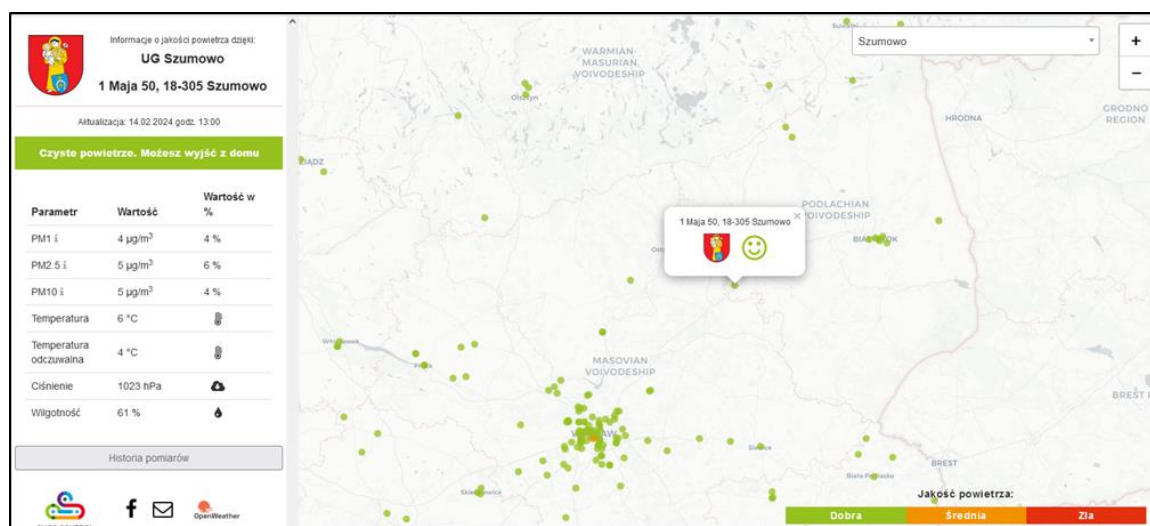 Informacje o jakości powietrza dzięki:
UG Szumowo
1 Maja 50, 18-305 Szumowo
Aktualizacja: 14.02.2024 godz. 13:00
Czyste powietrze. Możesz wyjść z domu
Parametr Wartość Wartość w %
PM1 i 4 µg/m³ 4 %
PM2.5 i 5 µg/m³ 6 %
PM10 i 5 µg/m³ 4 %
Temperatura 6 °C
Temperatura odczuwalna 4 °C
Ciśnienie 1023 hPa
Wilgotność 61 %
Historia pomiarów
OpenWeather
Szumowo
+
−
WARMIAN-
MASURIAN
VOIVODESHIP
Olsztyn
HRODNA
GRODNO
REGION
PODLACHIAN
VOIVODESHIP
1 Maja 50, 18-305 Szumowo
×
MASOVIAN
VOIVODESHIP
Siedlce
Biała Podlaska
BREST
Jakość powietrza:
Dobra Średnia Zła